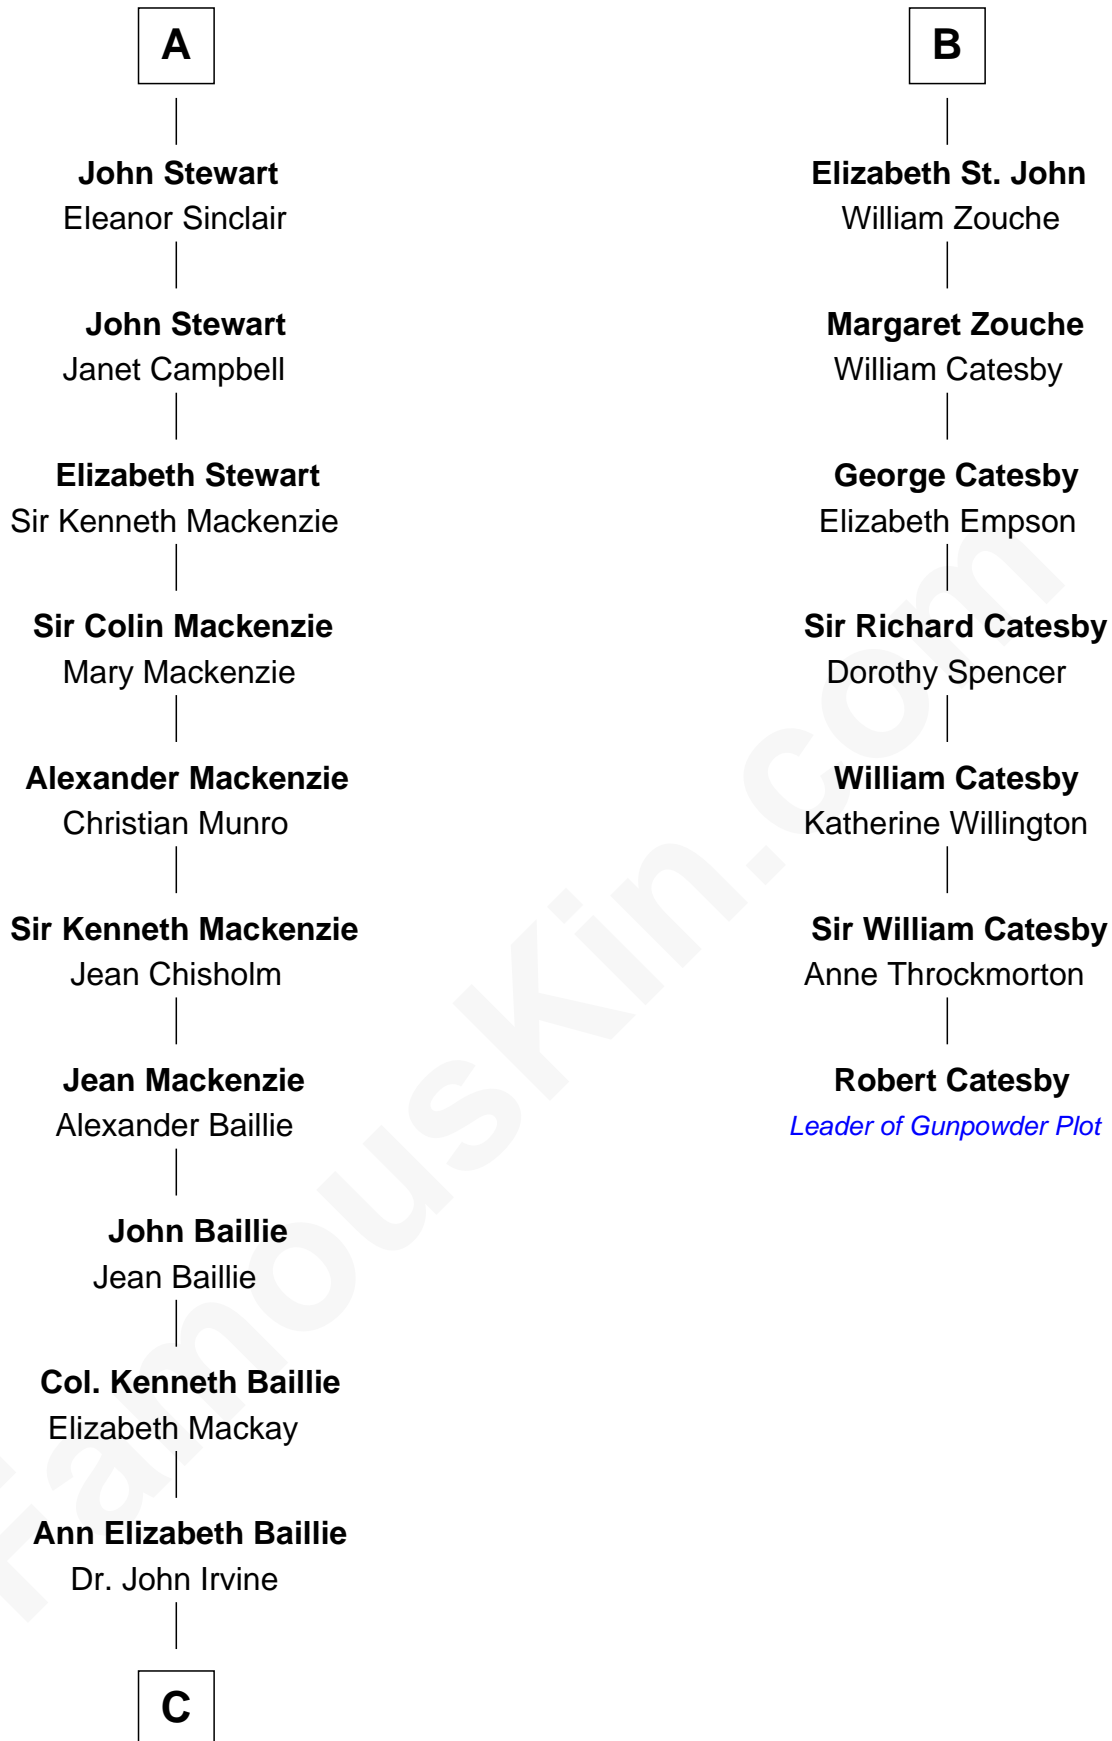 A
John Stewart
Eleanor Sinclair
John Stewart
Janet Campbell
Elizabeth Stewart
Sir Kenneth Mackenzie
Sir Colin Mackenzie
Mary Mackenzie
Alexander Mackenzie
Christian Munro
Sir Kenneth Mackenzie
Jean Chisholm
Jean Mackenzie
Alexander Baillie
John Baillie
Jean Baillie
Col. Kenneth Baillie
Elizabeth Mackay
Ann Elizabeth Baillie
Dr. John Irvine
C
B
Elizabeth St. John
William Zouche
Margaret Zouche
William Catesby
George Catesby
Elizabeth Empson
Sir Richard Catesby
Dorothy Spencer
William Catesby
Katherine Willington
Sir William Catesby
Anne Throckmorton
Robert Catesby
Leader of Gunpowder Plot
FamousKin.com